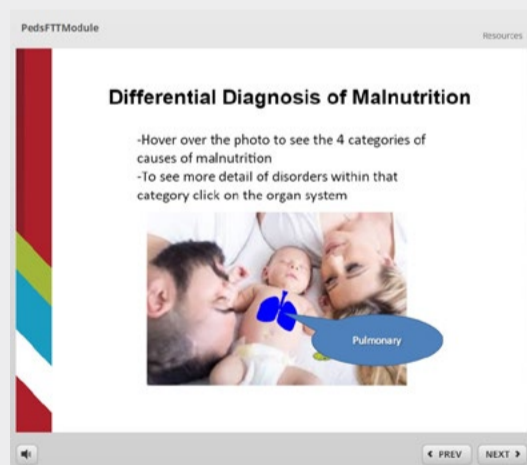 PedsFTTModule
Resources
Differential Diagnosis of Malnutrition
-Hover over the photo to see the 4 categories of
causes of malnutrition
-To see more detail of disorders within that
category click on the organ system
Pulmonary
PREV
NEXT